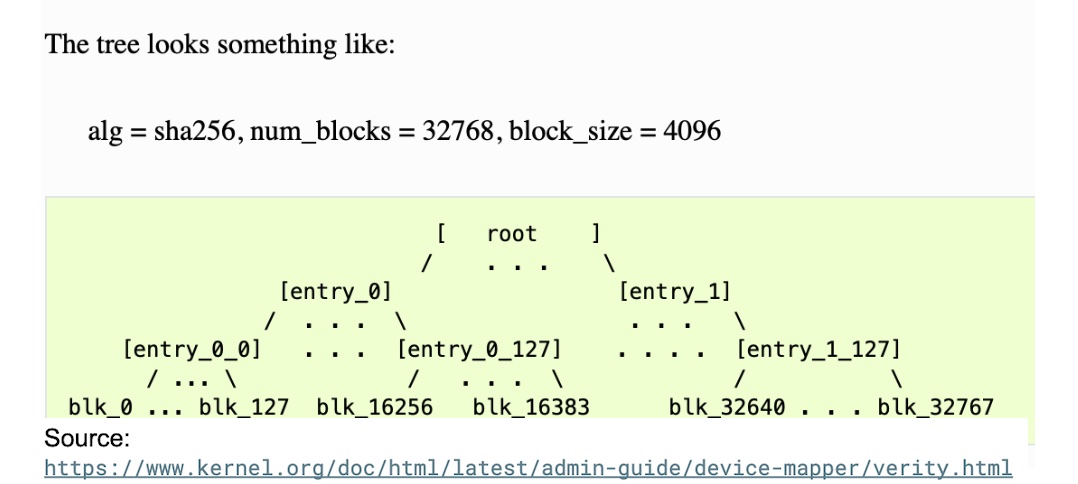 The tree looks something like:
alg = sha256, num_blocks = 32768, block_size = 4096
[ root ]
/ . . . \
[entry_0] [entry_1]
/ . . . \ . . . \
[entry_0_0] . . . [entry_0_127] . . . . [entry_1_127]
/ ... \ / . . . \ / \
blk_0 ... blk_127 blk_16256 blk_16383 blk_32640 . . . blk_32767
Source:
https://www.kernel.org/doc/html/latest/admin-guide/device-mapper/verity.html